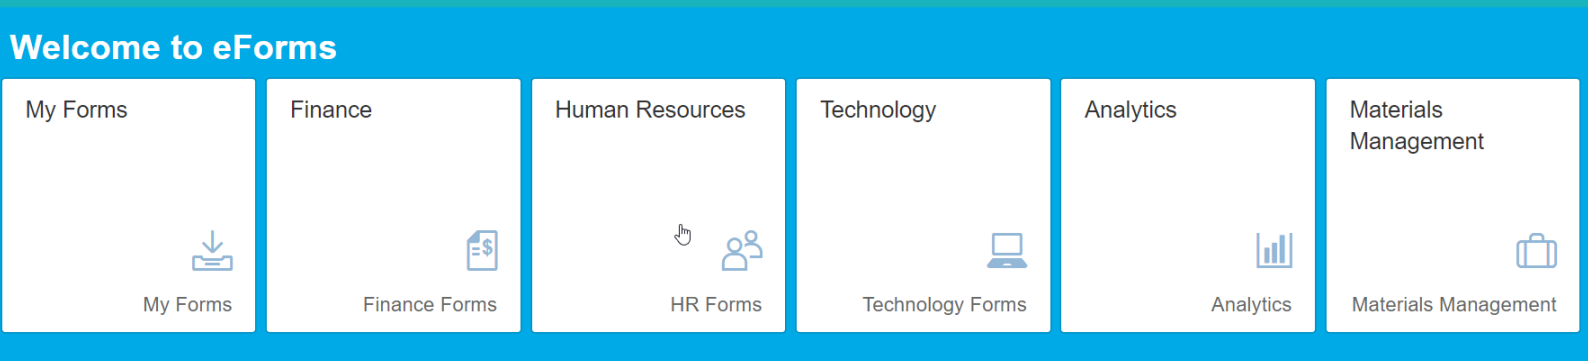 Welcome to eForms
My Forms
My Forms
Finance
Finance Forms
Human Resources
HR Forms
Technology
Technology Forms
Analytics
Analytics
Materials
Management
Materials Management